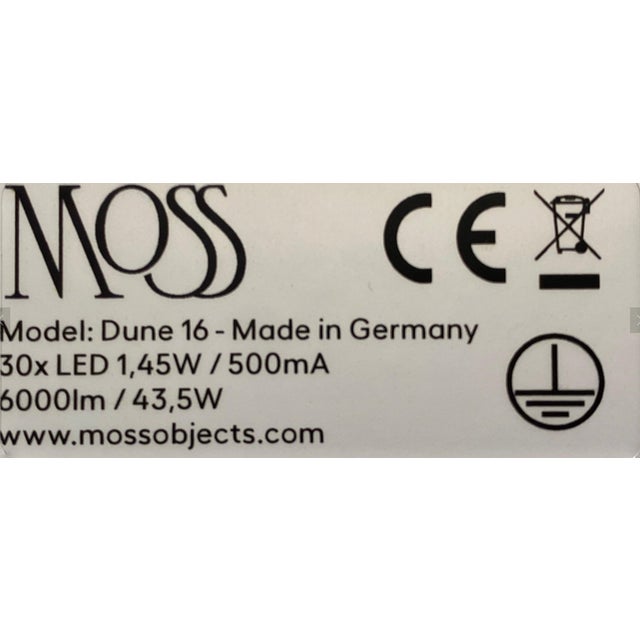 MOSS
CE
Model: Dune 16 - Made in Germany
30x LED 1,45W / 500mA
6000lm / 43,5W
www.mossobjects.com